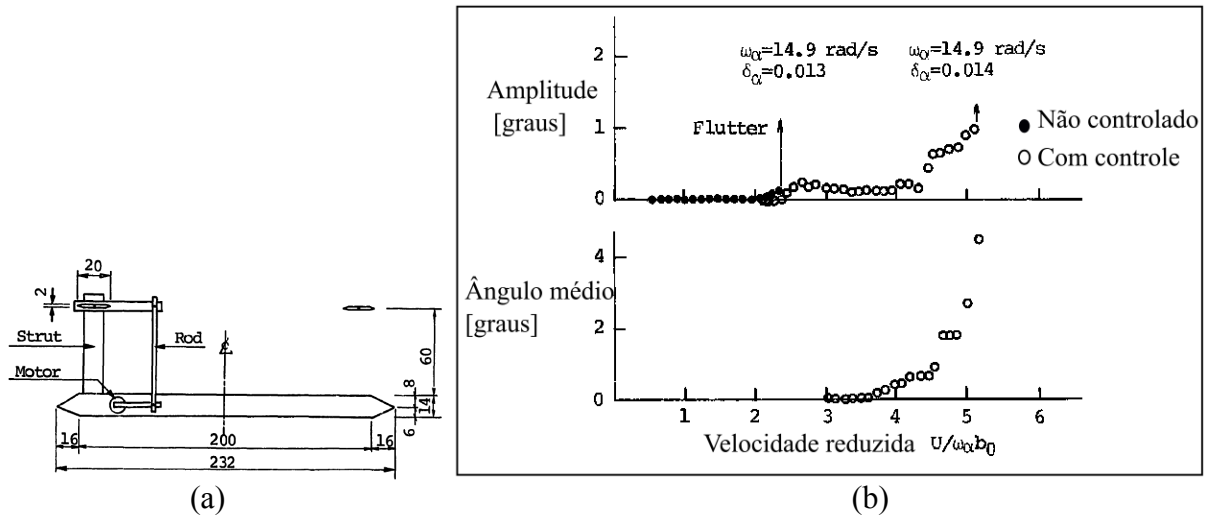 20
2
Strut
Rod
Motor
60
8
14
6
16
200
16
232
(a)
ωα=14.9 rad/s
δα=0.013
ωα=14.9 rad/s
δα=0.014
2
Amplitude
[graus]
1
Flutter
● Não controlado
○ Com controle
0
4
Ângulo médio
[graus]
2
0
1 2 3 4 5 6
Velocidade reduzida U/ωαb0
(b)